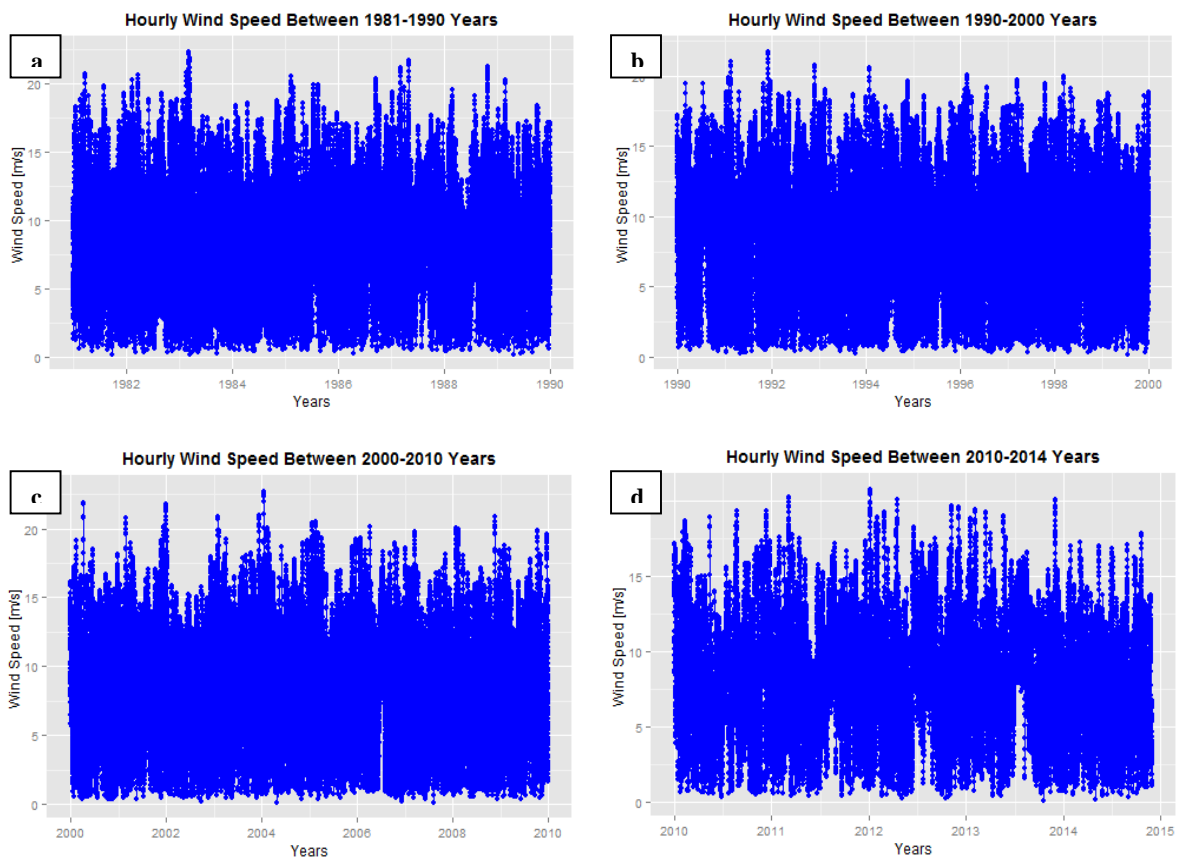 Hourly Wind Speed Between 1981-1990 Years
a
20
15
10
5
0
Wind Speed [m/s]
1982 1984 1986 1988 1990
Years
Hourly Wind Speed Between 1990-2000 Years
b
20
15
10
5
0
Wind Speed [m/s]
1990 1992 1994 1996 1998 2000
Years
Hourly Wind Speed Between 2000-2010 Years
c
20
15
10
5
0
Wind Speed [m/s]
2000 2002 2004 2006 2008 2010
Years
Hourly Wind Speed Between 2010-2014 Years
d
15
10
5
0
Wind Speed [m/s]
2010 2011 2012 2013 2014 2015
Years